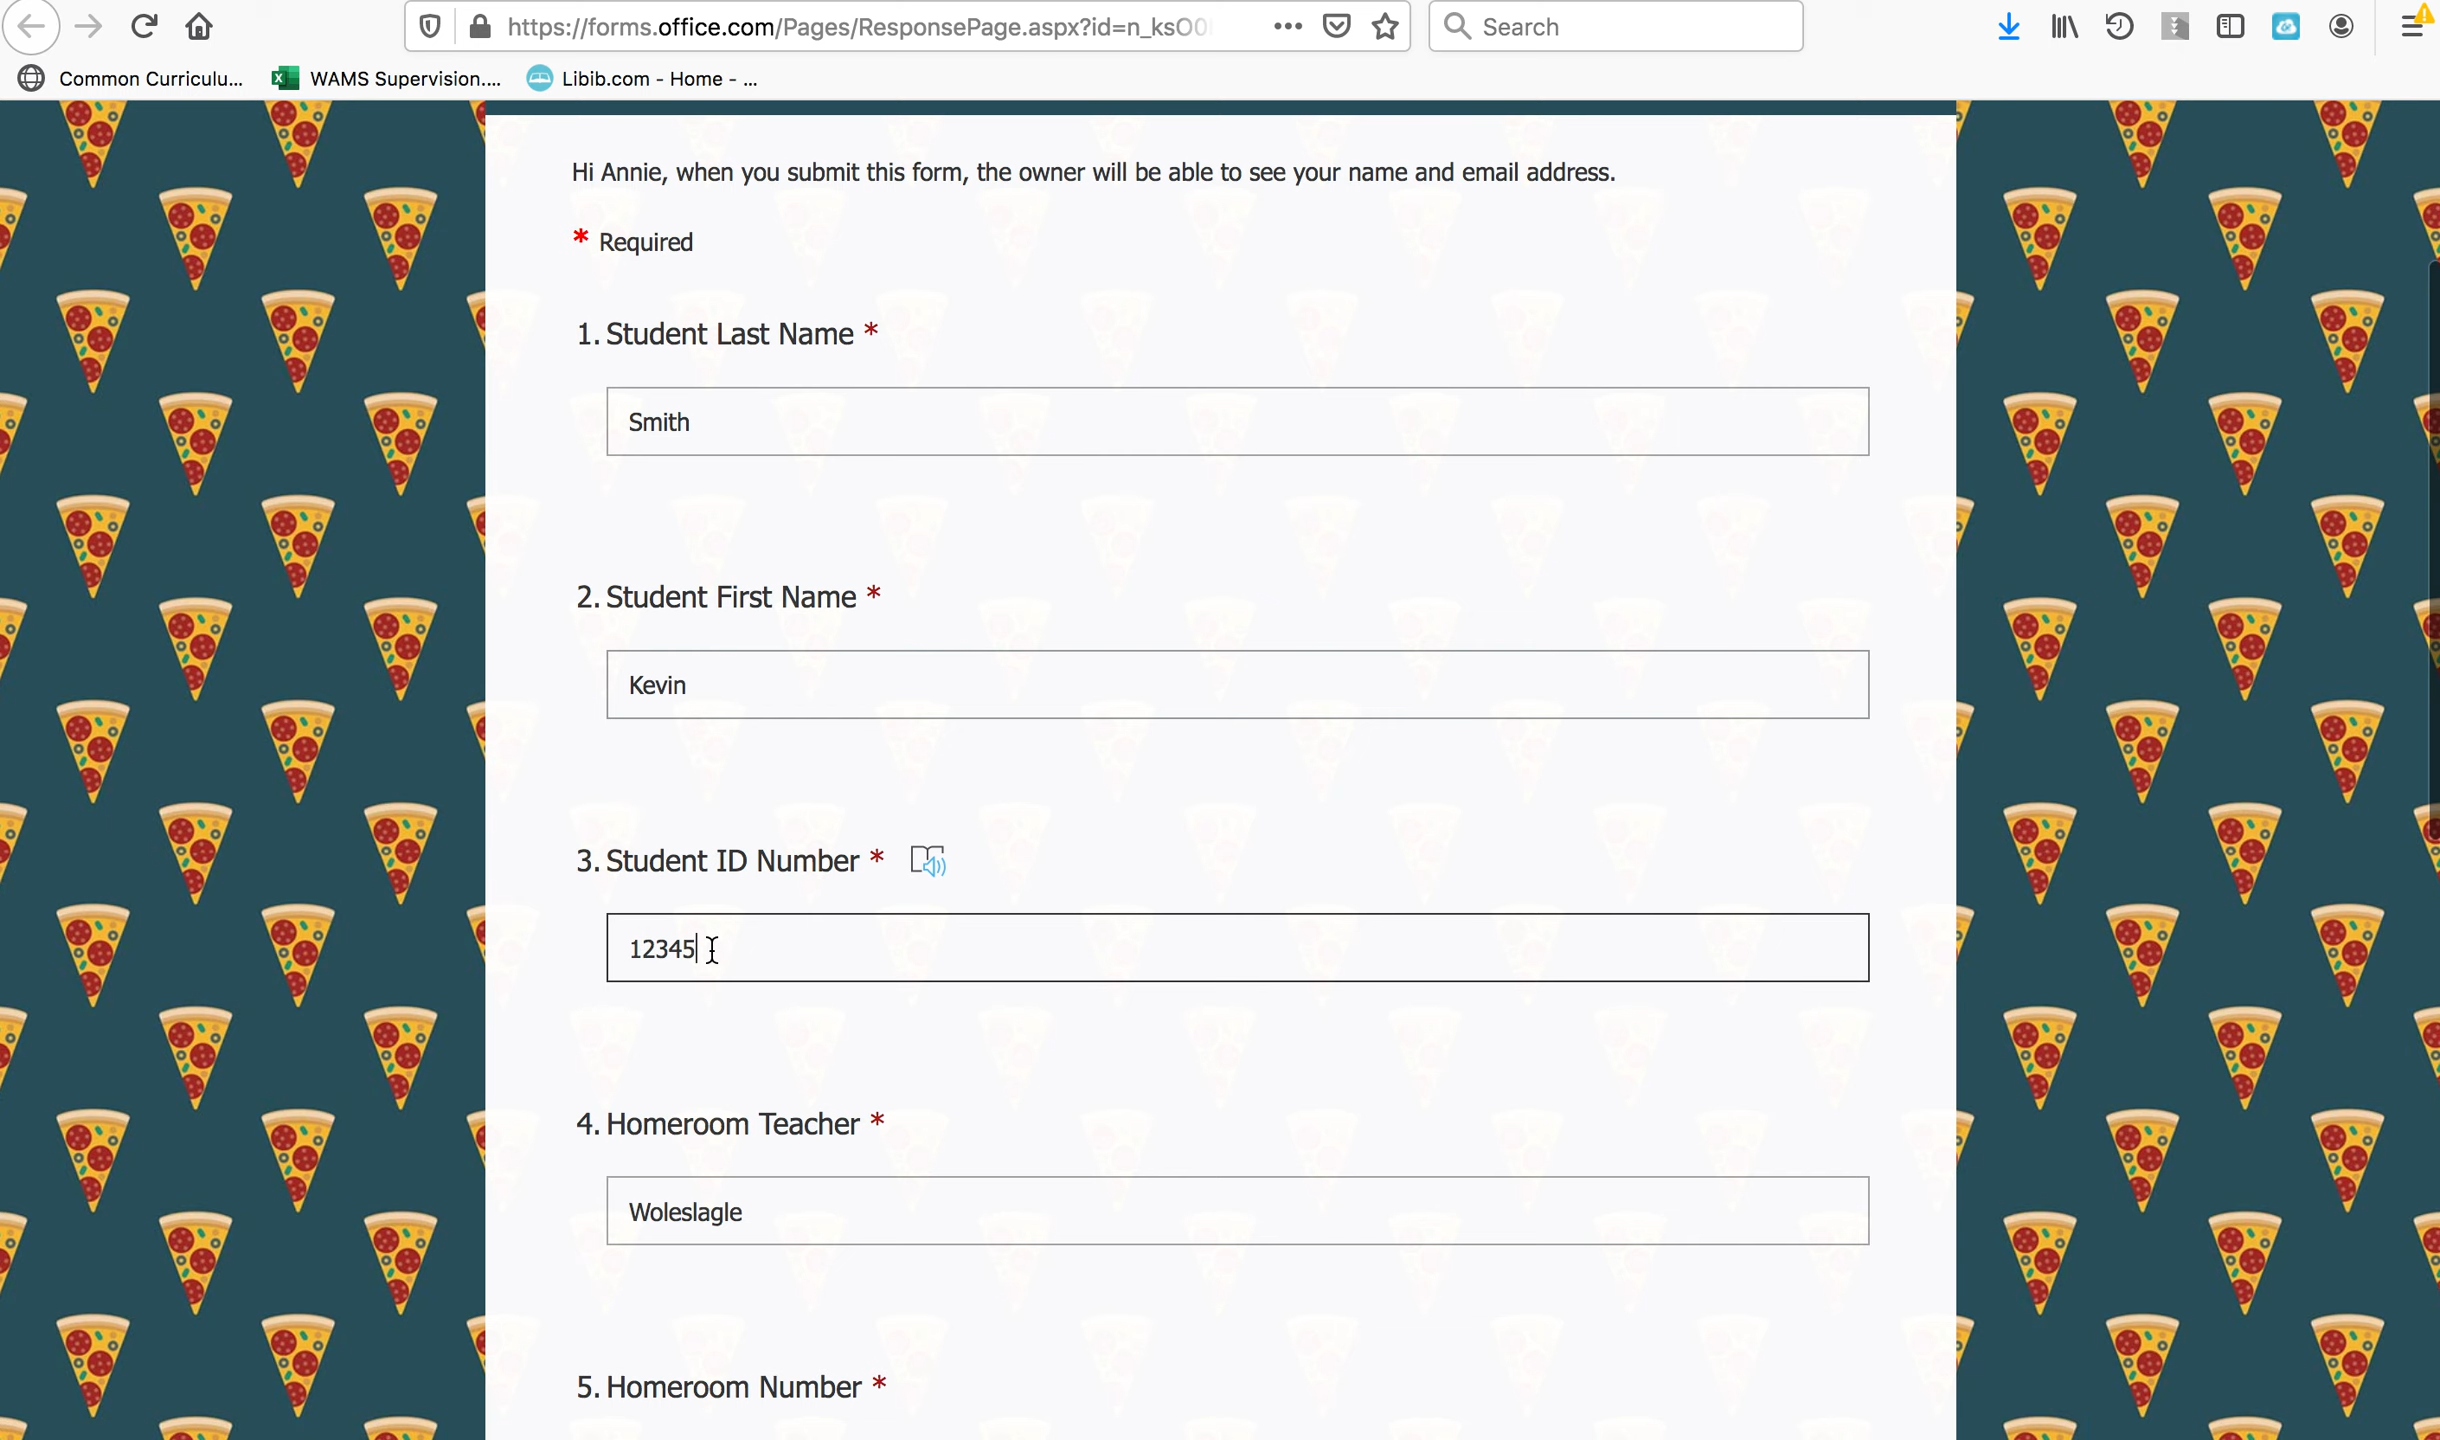 https://forms.office.com/Pages/ResponsePage.aspx?id=n_ksO0
Search
Common Curriculu...
WAMS Supervision....
Libib.com - Home - ...
Hi Annie, when you submit this form, the owner will be able to see your name and email address.
* Required
1. Student Last Name *
Smith
2. Student First Name *
Kevin
3. Student ID Number *
12345
4. Homeroom Teacher *
Woleslagle
5. Homeroom Number *